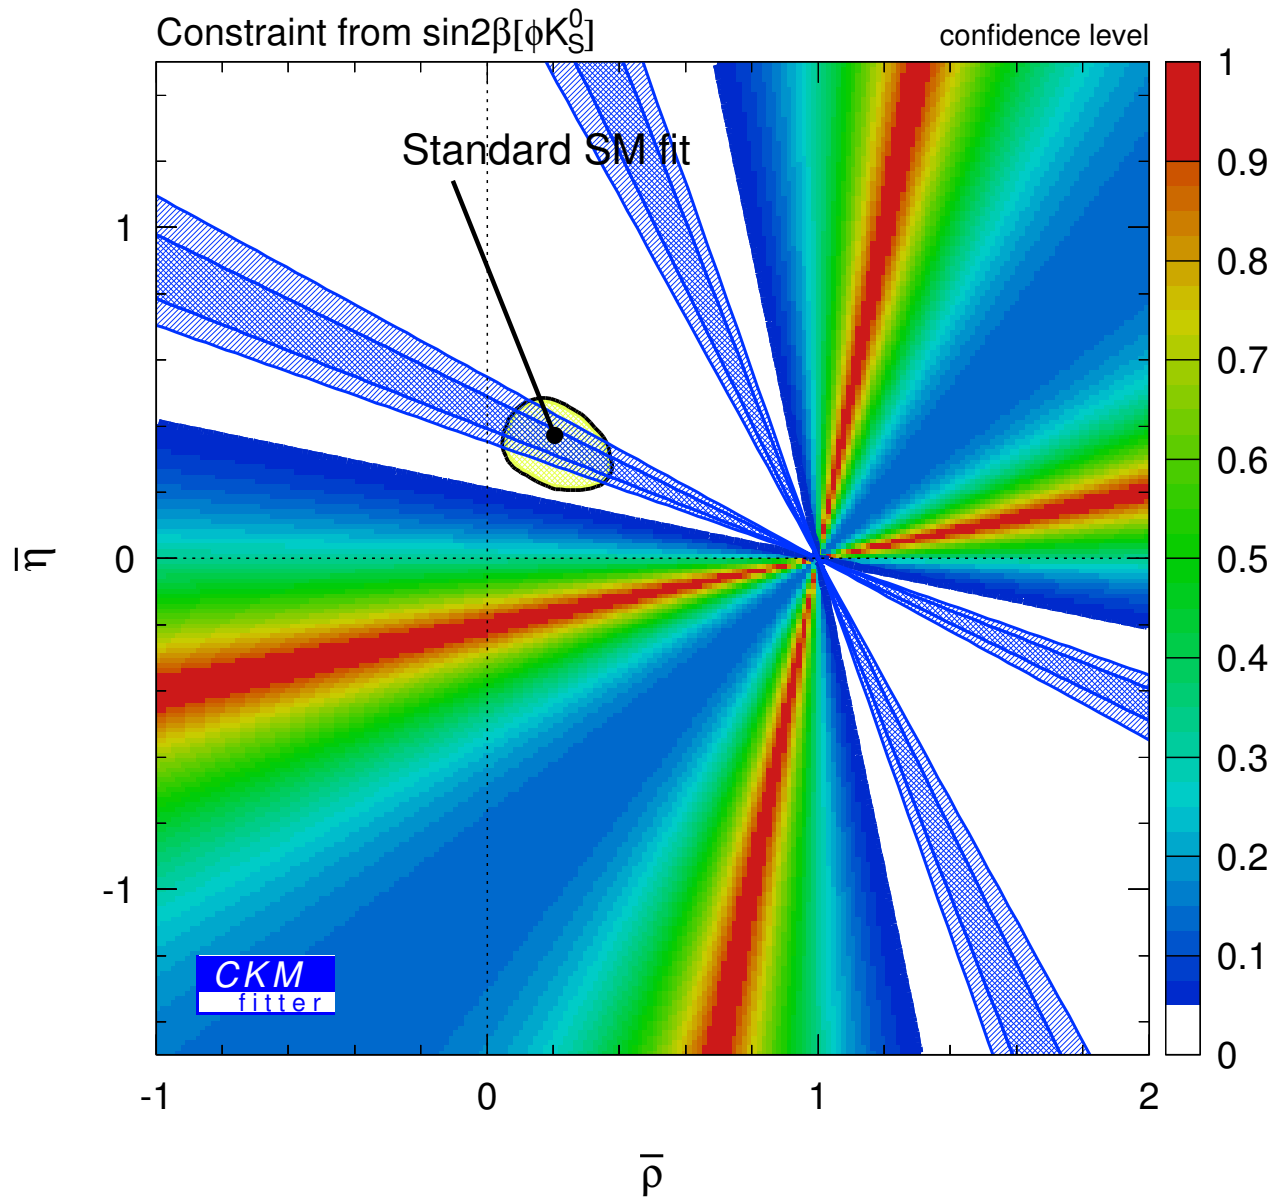 Constraint from sin2β[ϕK⁰S]
confidence level
Standard SM fit
1
0
-1
-1
0
1
2
η̅
ρ̅
1
0.9
0.8
0.7
0.6
0.5
0.4
0.3
0.2
0.1
0
CKM
fitter